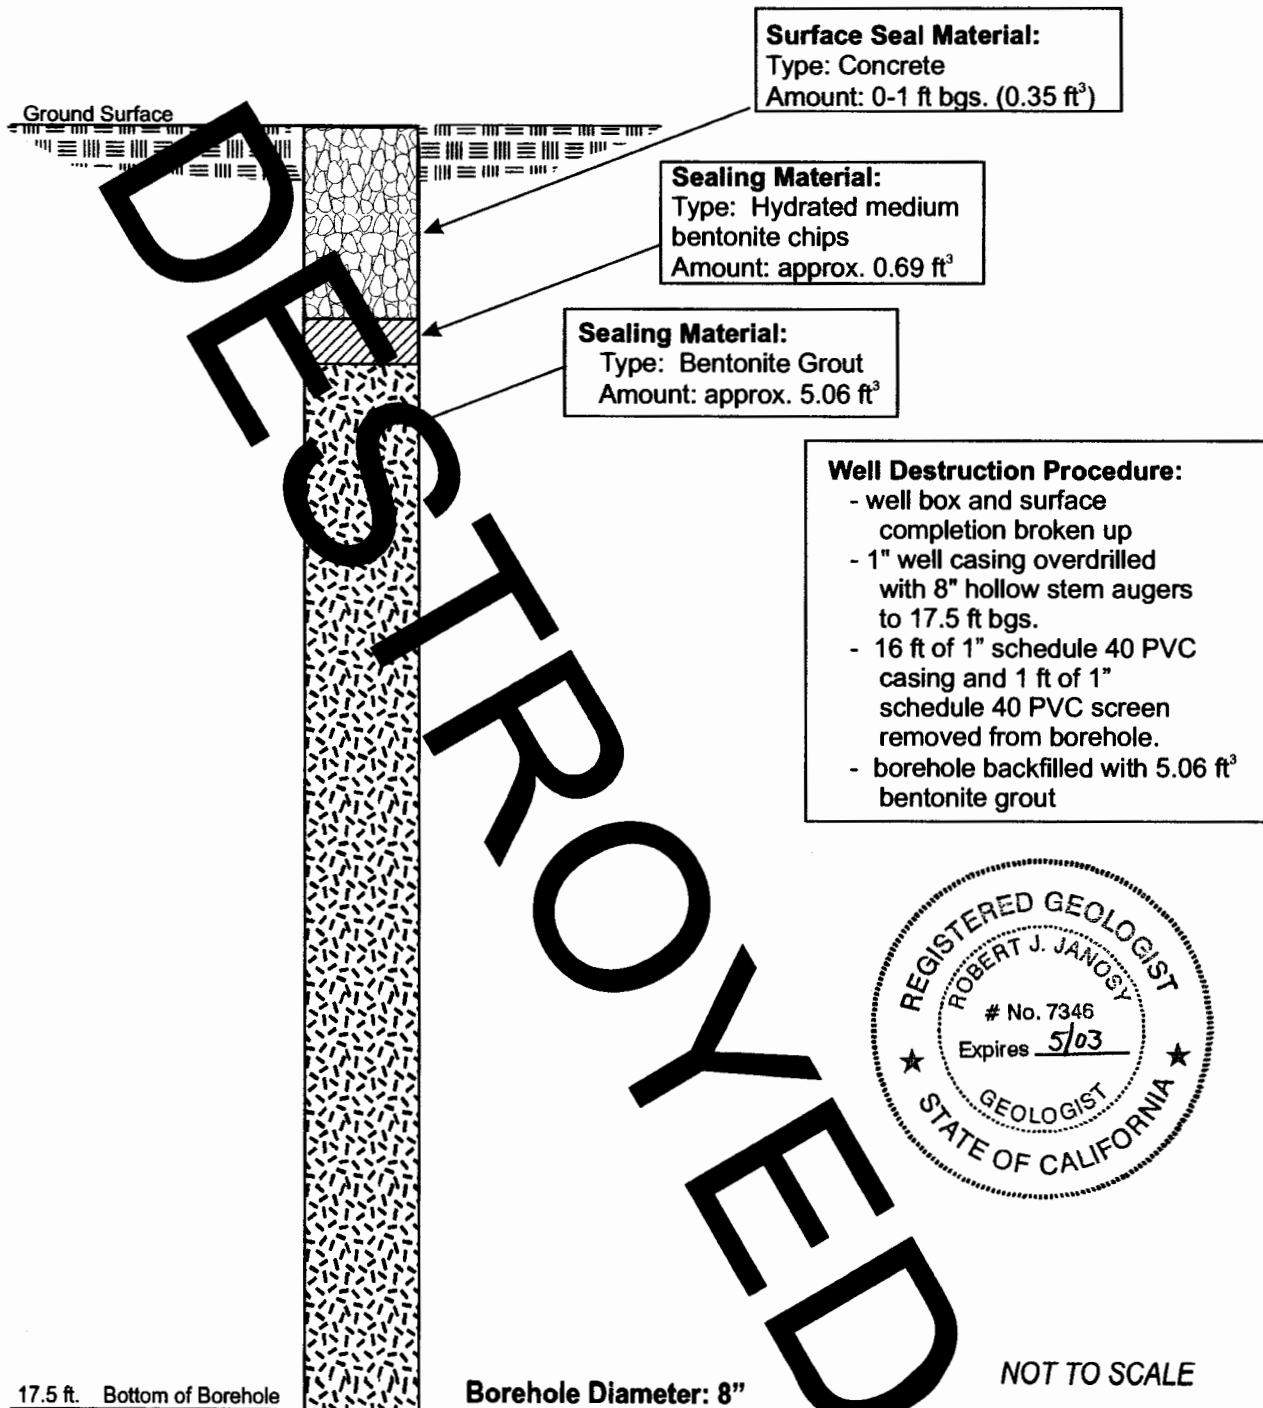 Surface Seal Material:
Type: Concrete
Amount: 0-1 ft bgs. (0.35 ft³)
Ground Surface
Sealing Material:
Type: Hydrated medium
bentonite chips
Amount: approx. 0.69 ft³
Sealing Material:
Type: Bentonite Grout
Amount: approx. 5.06 ft³
DESTROYED
Well Destruction Procedure:
- well box and surface
completion broken up
- 1" well casing overdrilled
with 8" hollow stem augers
to 17.5 ft bgs.
- 16 ft of 1" schedule 40 PVC
casing and 1 ft of 1"
schedule 40 PVC screen
removed from borehole.
- borehole backfilled with 5.06 ft³
bentonite grout
REGISTERED GEOLOGIST
ROBERT J. JANOSY
# No. 7346
Expires 5/03
GEOLOGIST
★ STATE OF CALIFORNIA ★
NOT TO SCALE
17.5 ft. Bottom of Borehole
Borehole Diameter: 8"